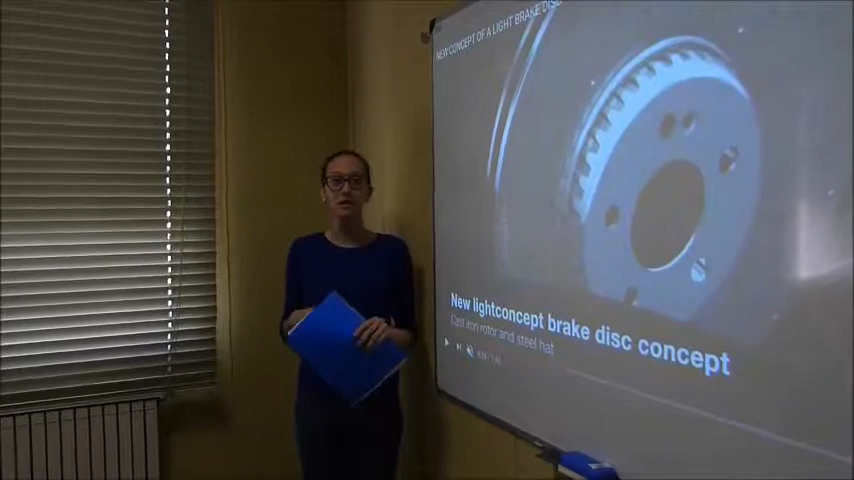 NEW CONCEPT OF A LIGHT BRAKE DISC
New lightconcept brake disc concept
Cast iron rotor and steel hat